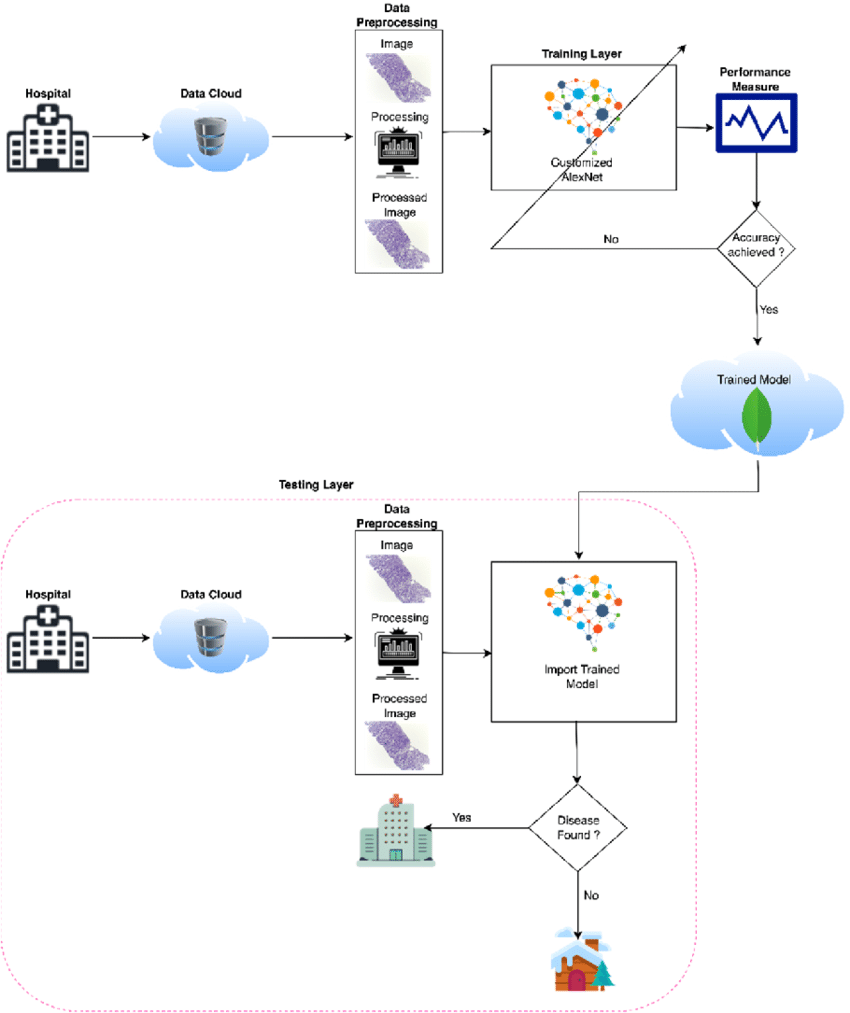 Data
Preprocessing
Image
Training Layer
Performance
Measure
Hospital
Data Cloud
Processing
Customized
AlexNet
Processed
Image
No
Accuracy
achieved ?
Yes
Trained Model
Testing Layer
Data
Preprocessing
Image
Hospital
Data Cloud
Processing
Import Trained
Model
Processed
Image
Yes
Disease
Found ?
No